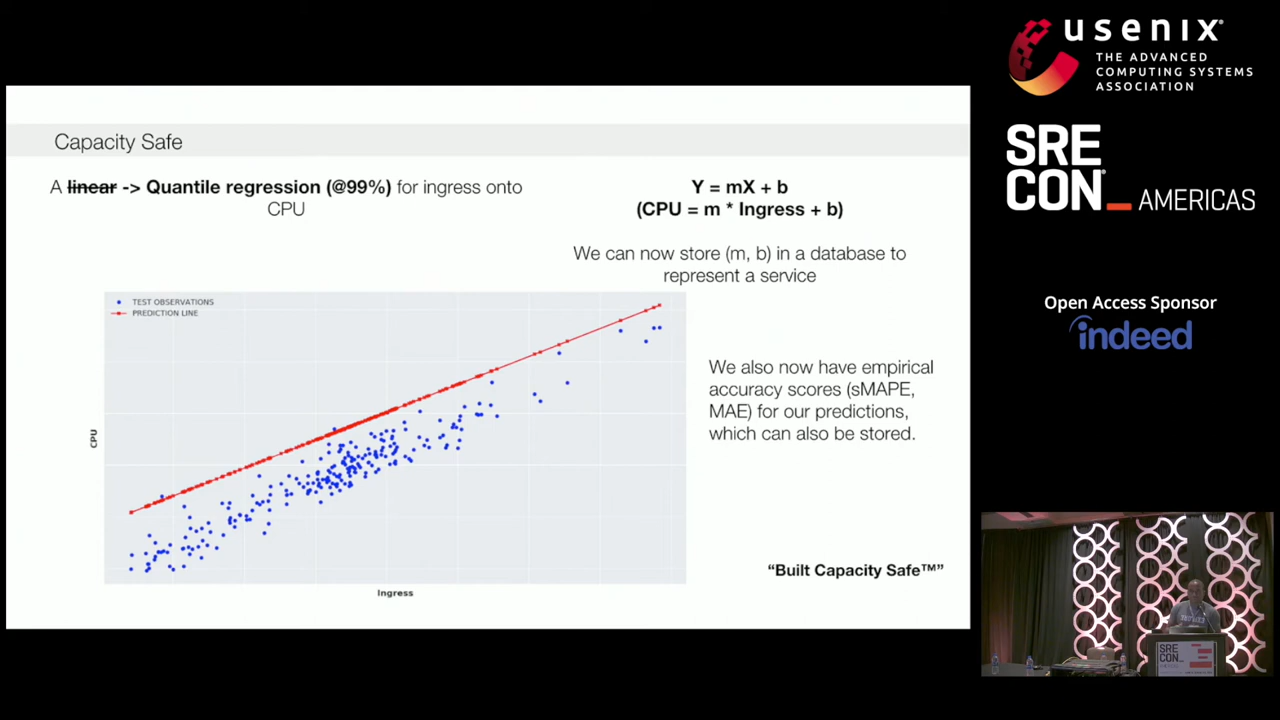 Capacity Safe
A linear -> Quantile regression (@99%) for ingress onto
CPU
Y = mX + b
(CPU = m * Ingress + b)
We can now store (m, b) in a database to
represent a service
TEST OBSERVATIONS
PREDICTION LINE
CPU
Ingress
We also now have empirical
accuracy scores (sMAPE,
MAE) for our predictions,
which can also be stored.
“Built Capacity Safe™”
usenix®
THE ADVANCED
COMPUTING SYSTEMS
ASSOCIATION
SRE
CON®_ AMERICAS
Open Access Sponsor
indeed
SRE
CON_